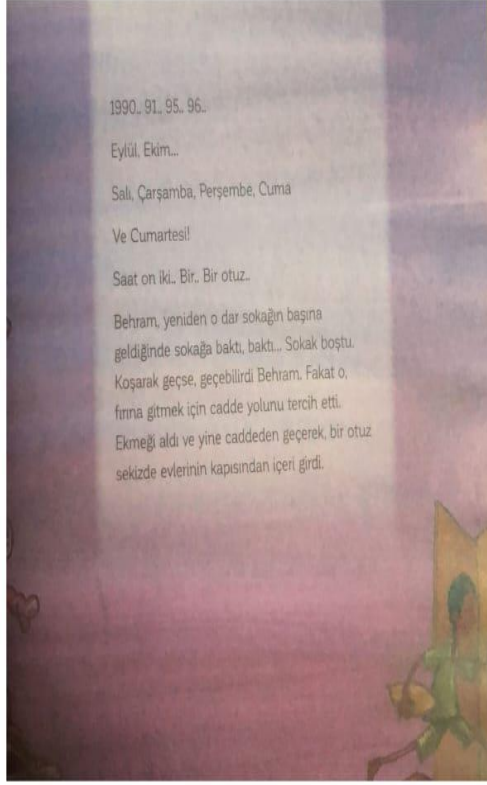 1990.. 91.. 95.. 96..
Eylül, Ekim...
Salı, Çarşamba, Perşembe, Cuma
Ve Cumartesi!
Saat on iki.. Bir.. Bir otuz..
Behram, yeniden o dar sokağın başına
geldiğinde sokağa baktı, baktı... Sokak boştu.
Koşarak geçse, geçebilirdi Behram. Fakat o,
fırına gitmek için cadde yolunu tercih etti.
Ekmeği aldı ve yine caddeden geçerek, bir otuz
sekizde evlerinin kapısından içeri girdi.